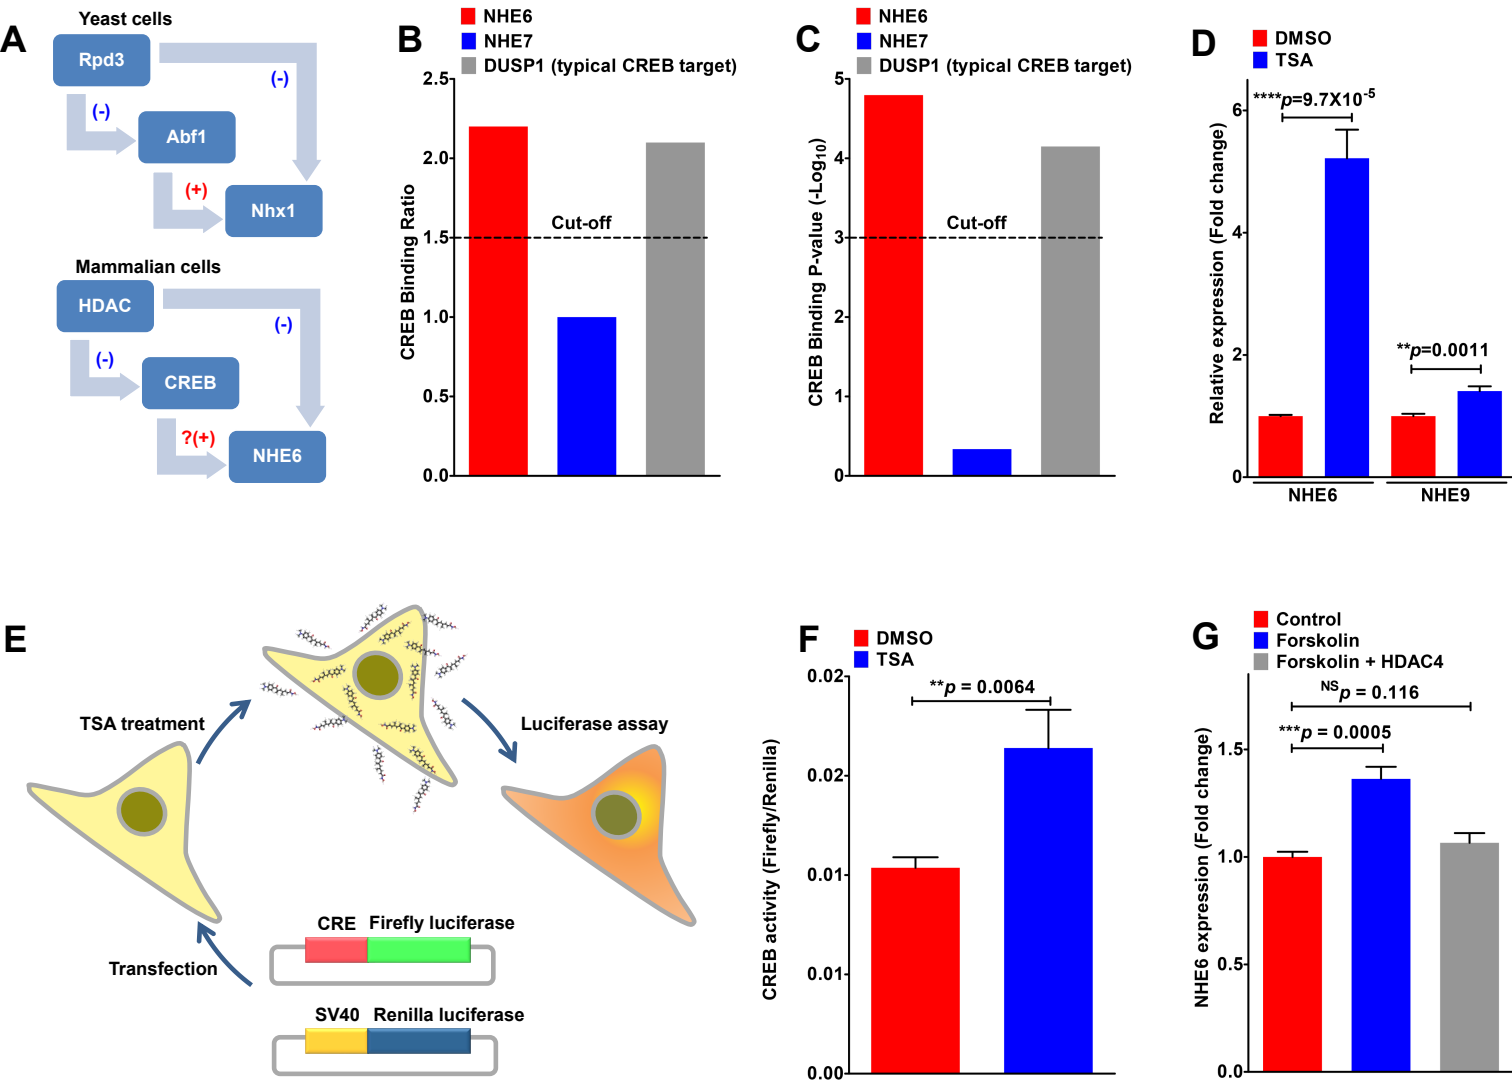 A
Yeast cells
Rpd3
(-)
(-)
Abf1
(+)
Nhx1
Mammalian cells
HDAC
(-)
(-)
CREB
?(+)
NHE6
B
NHE6
NHE7
DUSP1 (typical CREB target)
CREB Binding Ratio
2.5
2.0
1.5
1.0
0.5
0.0
Cut-off
C
NHE6
NHE7
DUSP1 (typical CREB target)
CREB Binding P-value (-Log10)
5
4
3
2
1
0
Cut-off
D
DMSO
TSA
Relative expression (Fold change)
6
4
2
0
****p=9.7X10-5
**p=0.0011
NHE6
NHE9
E
TSA treatment
Luciferase assay
Transfection
CRE Firefly luciferase
SV40 Renilla luciferase
F
DMSO
TSA
CREB activity (Firefly/Renilla)
0.02
0.02
0.01
0.01
0.00
**p = 0.0064
G
Control
Forskolin
Forskolin + HDAC4
NHE6 expression (Fold change)
1.5
1.0
0.5
0.0
NSp = 0.116
***p = 0.0005